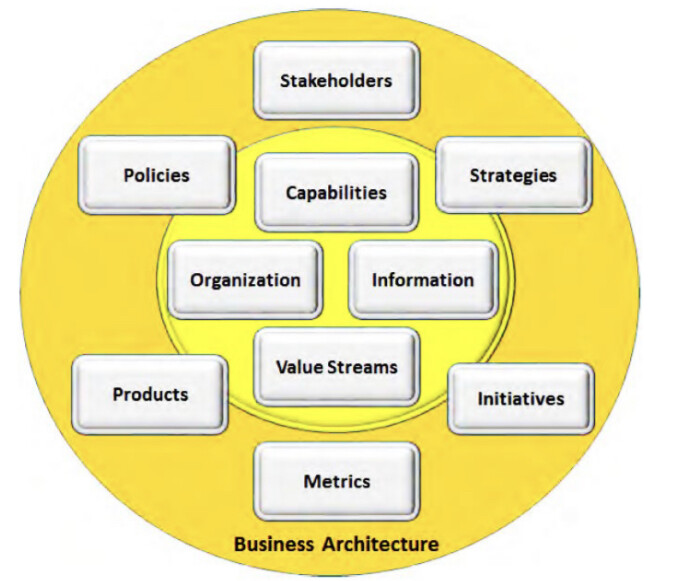 Stakeholders
Policies
Strategies
Capabilities
Organization
Information
Value Streams
Products
Initiatives
Metrics
Business Architecture